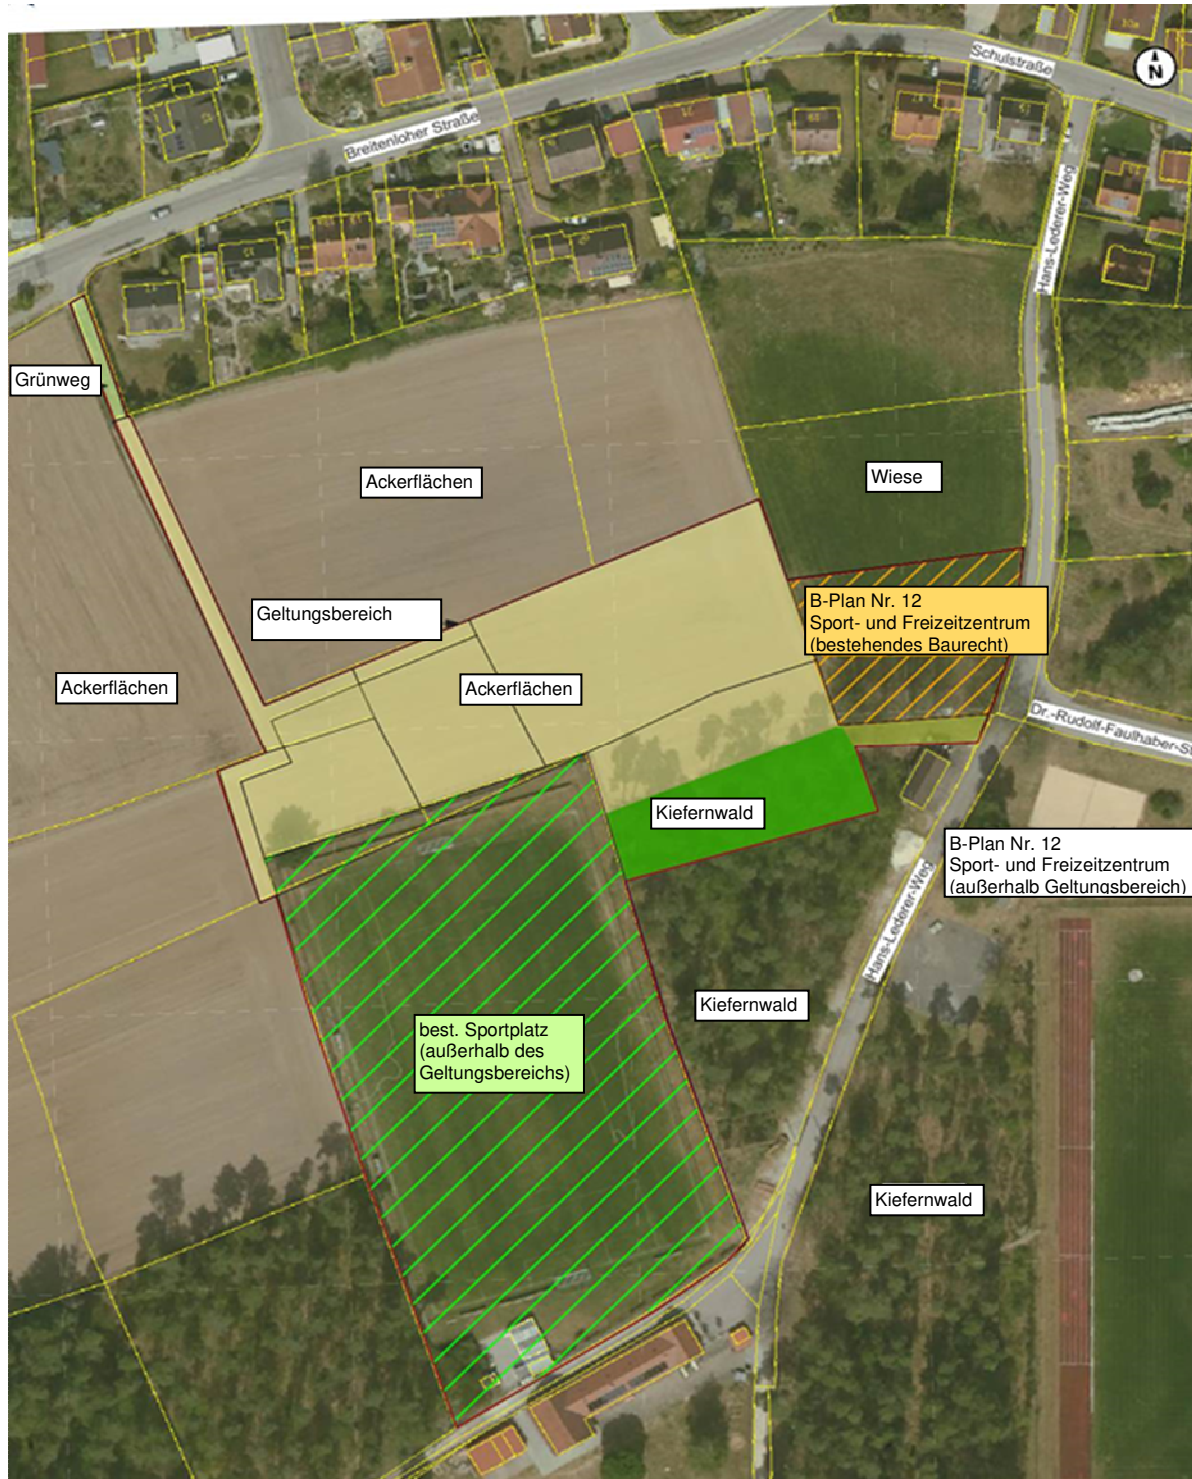 Schulstraße
N
Breitenloher Straße
Hans-Lederer-Weg
Grünweg
Ackerflächen
Wiese
Geltungsbereich
B-Plan Nr. 12
Sport- und Freizeitzentrum
(bestehendes Baurecht)
Ackerflächen
Ackerflächen
Dr.-Rudolf-Faulhaber-St
Kiefernwald
B-Plan Nr. 12
Sport- und Freizeitzentrum
(außerhalb Geltungsbereich)
Hans-Lederer-Weg
Kiefernwald
best. Sportplatz
(außerhalb des
Geltungsbereichs)
Kiefernwald